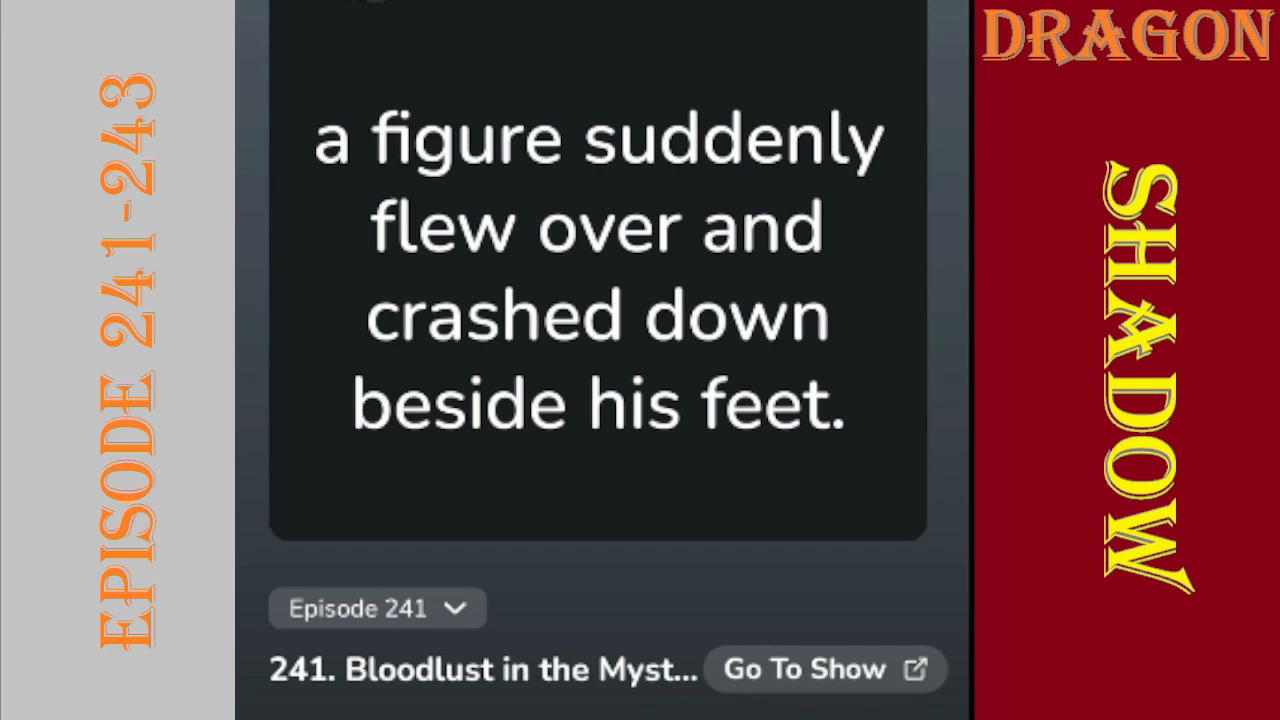 EPISODE 241-243
a figure suddenly
flew over and
crashed down
beside his feet.
Episode 241
241. Bloodlust in the Myst...
Go To Show
DRAGON
SHADOW